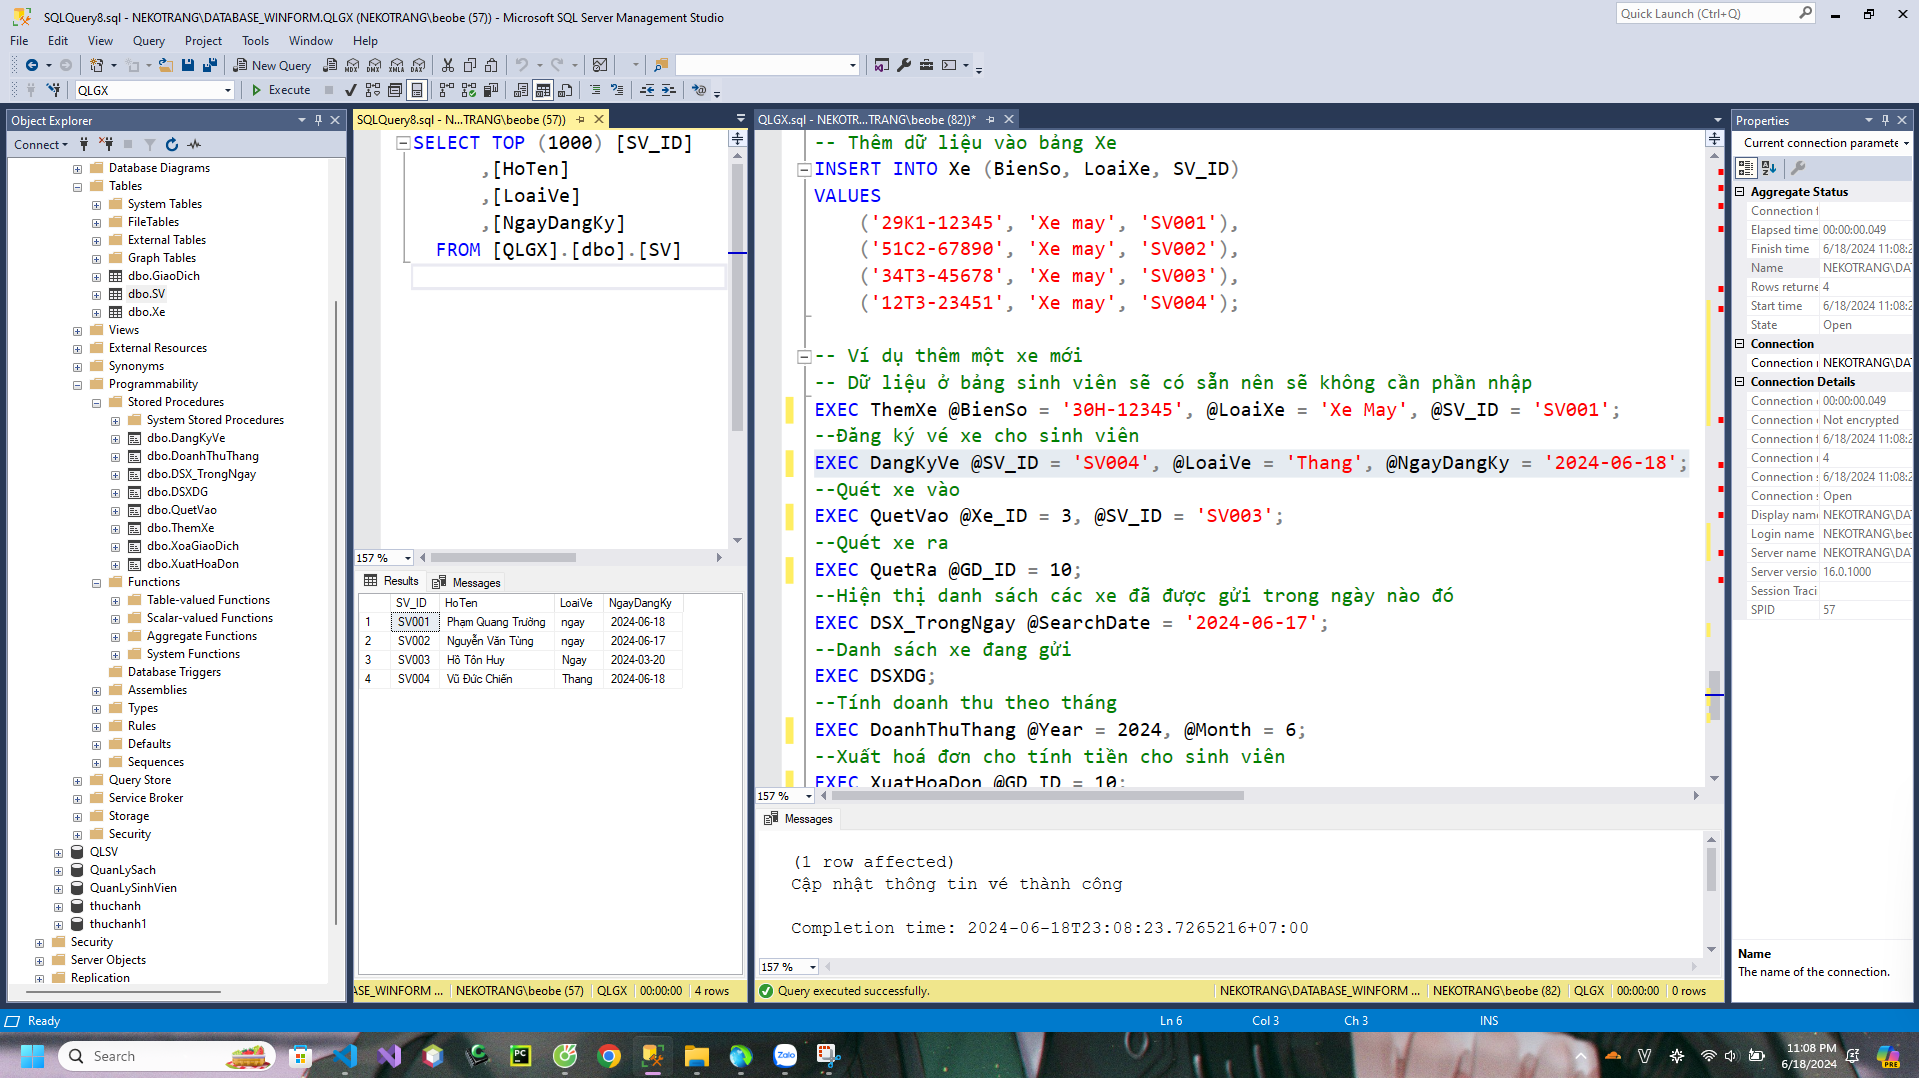 SQLQuery8.sql - NEKOTRANG\DATABASE_WINFORM.QLGX (NEKOTRANG\beobe (57)) - Microsoft SQL Server Management Studio
Quick Launch (Ctrl+Q)
File Edit View Query Project Tools Window Help
New Query
QLGX
Execute
Object Explorer
Connect
Database Diagrams
Tables
System Tables
FileTables
External Tables
Graph Tables
dbo.GiaoDich
dbo.SV
dbo.Xe
Views
External Resources
Synonyms
Programmability
Stored Procedures
System Stored Procedures
dbo.DangKyVe
dbo.DoanhThuThang
dbo.DSX_TrongNgay
dbo.DSXDG
dbo.QuetVao
dbo.ThemXe
dbo.XoaGiaoDich
dbo.XuatHoaDon
Functions
Table-valued Functions
Scalar-valued Functions
Aggregate Functions
System Functions
Database Triggers
Assemblies
Types
Rules
Defaults
Sequences
Query Store
Service Broker
Storage
Security
QLSV
QuanLySach
QuanLySinhVien
thuchanh
thuchanh1
Security
Server Objects
Replication
SQLQuery8.sql - N...TRANG\beobe (57))
SELECT TOP (1000) [SV_ID]
,[HoTen]
,[LoaiVe]
,[NgayDangKy]
FROM [QLGX].[dbo].[SV]
157 %
Results Messages
SV_ID HoTen LoaiVe NgayDangKy
1 SV001 Phạm Quang Trường ngay 2024-06-18
2 SV002 Nguyễn Văn Tùng ngay 2024-06-17
3 SV003 Hồ Tôn Huy Ngay 2024-03-20
4 SV004 Vũ Đức Chiến Thang 2024-06-18
ASE_WINFORM ... NEKOTRANG\beobe (57) QLGX 00:00:00 4 rows
QLGX.sql - NEKOTR...TRANG\beobe (82))*
-- Thêm dữ liệu vào bảng Xe
INSERT INTO Xe (BienSo, LoaiXe, SV_ID)
VALUES
('29K1-12345', 'Xe may', 'SV001'),
('51C2-67890', 'Xe may', 'SV002'),
('34T3-45678', 'Xe may', 'SV003'),
('12T3-23451', 'Xe may', 'SV004');
-- Ví dụ thêm một xe mới
-- Dữ liệu ở bảng sinh viên sẽ có sẵn nên sẽ không cần phần nhập
EXEC ThemXe @BienSo = '30H-12345', @LoaiXe = 'Xe May', @SV_ID = 'SV001';
--Đăng ký vé xe cho sinh viên
EXEC DangKyVe @SV_ID = 'SV004', @LoaiVe = 'Thang', @NgayDangKy = '2024-06-18';
--Quét xe vào
EXEC QuetVao @Xe_ID = 3, @SV_ID = 'SV003';
--Quét xe ra
EXEC QuetRa @GD_ID = 10;
--Hiện thị danh sách các xe đã được gửi trong ngày nào đó
EXEC DSX_TrongNgay @SearchDate = '2024-06-17';
--Danh sách xe đang gửi
EXEC DSXDG;
--Tính doanh thu theo tháng
EXEC DoanhThuThang @Year = 2024, @Month = 6;
--Xuất hoá đơn cho tính tiền cho sinh viên
EXEC XuatHoaDon @GD_ID = 10;
157 %
Messages
(1 row affected)
Cập nhật thông tin vé thành công
Completion time: 2024-06-18T23:08:23.7265216+07:00
157 %
Query executed successfully. NEKOTRANG\DATABASE_WINFORM ... NEKOTRANG\beobe (82) QLGX 00:00:00 0 rows
Properties
Current connection paramete
Aggregate Status
Connection f
Elapsed time 00:00:00.049
Finish time 6/18/2024 11:08:2
Name NEKOTRANG\DA
Rows returne 4
Start time 6/18/2024 11:08:2
State Open
Connection
Connection NEKOTRANG\DA
Connection Details
Connection 00:00:00.049
Connection Not encrypted
Connection f 6/18/2024 11:08:2
Connection 4
Connection s 6/18/2024 11:08:2
Connection s Open
Display name NEKOTRANG\DA
Login name NEKOTRANG\beo
Server name NEKOTRANG\DA
Server versio 16.0.1000
Session Traci
SPID 57
Name
The name of the connection.
Ready Ln 6 Col 3 Ch 3 INS
Search
Zalo
11:08 PM
6/18/2024